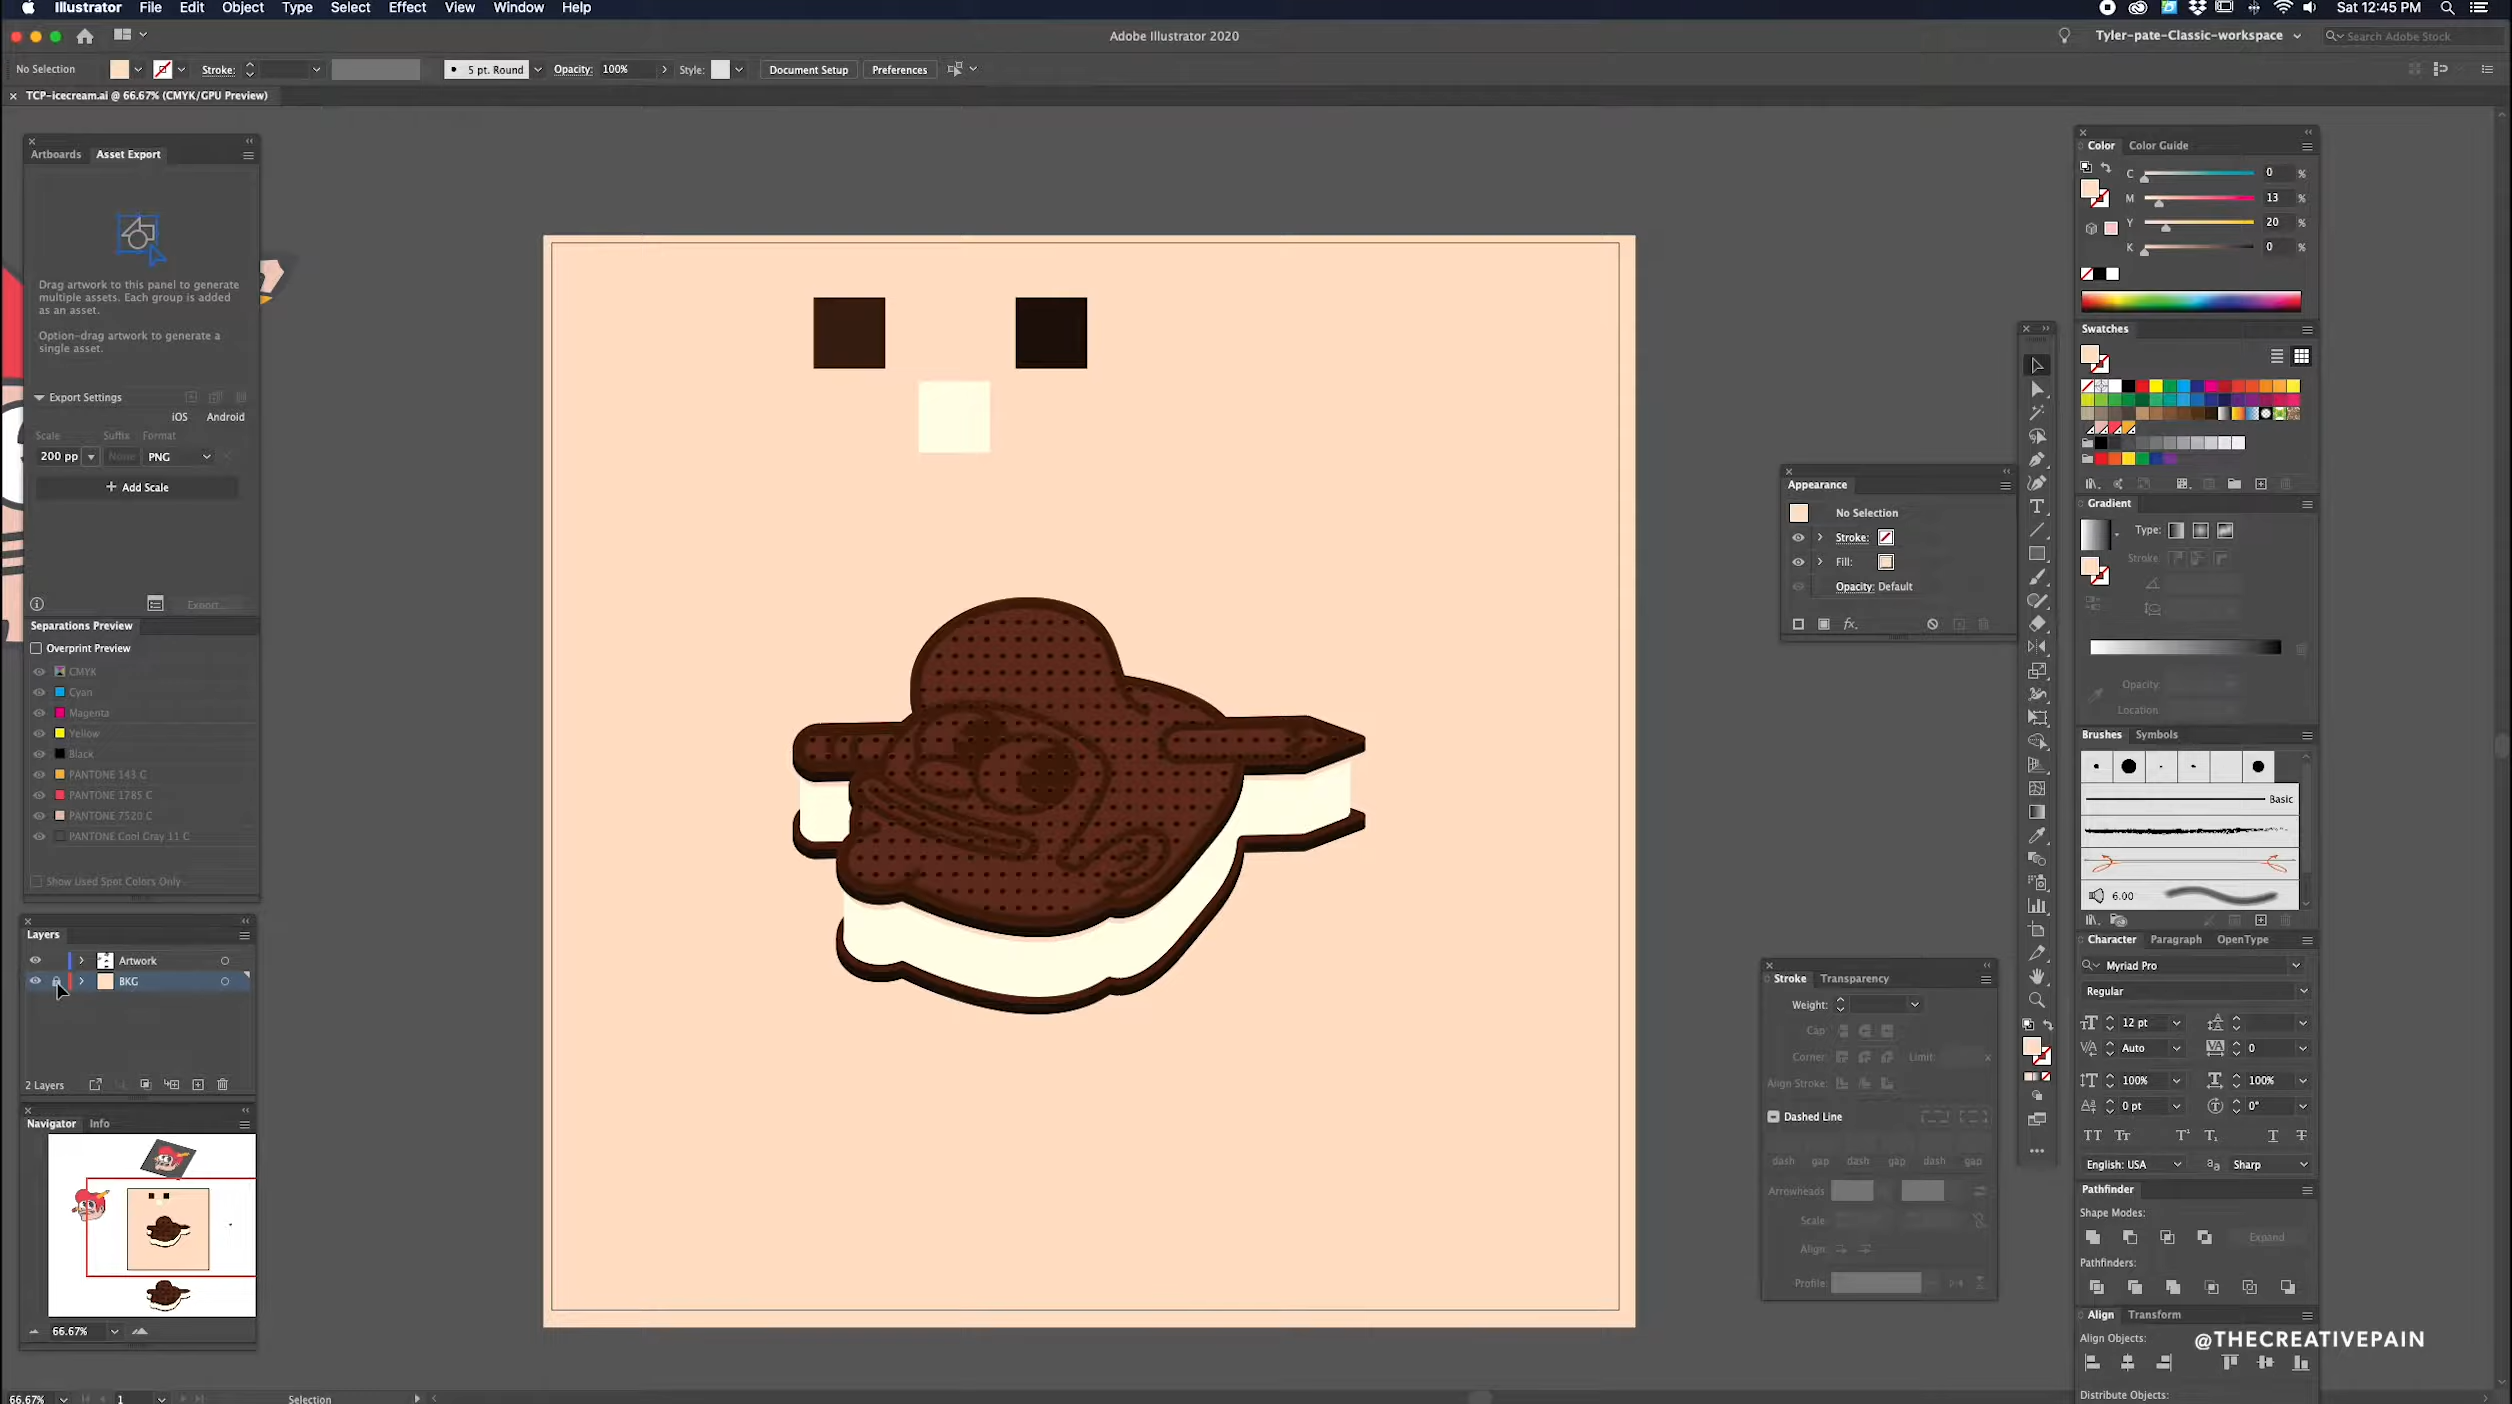 Illustrator File Edit Object Type Select Effect View Window Help
Sat 12:45 PM
Adobe Illustrator 2020
Tyler-pate-Classic-workspace
Search Adobe Stock
No Selection
Stroke:
5 pt. Round
Opacity: 100%
Style:
Document Setup
Preferences
TCP-icecream.ai @ 66.67% (CMYK/GPU Preview)
Artboards Asset Export
Drag artwork to this panel to generate
multiple assets. Each group is added
as an asset.
Option-drag artwork to generate a
single asset.
Export Settings
iOS Android
Scale Suffix Format
200 pp None PNG
+ Add Scale
Export...
Separations Preview
Overprint Preview
CMYK
Cyan
Magenta
Yellow
Black
PANTONE 143 C
PANTONE 1785 C
PANTONE 7520 C
PANTONE Cool Gray 11 C
Show Used Spot Colors Only
Layers
Artwork
BKG
2 Layers
Navigator Info
66.67%
66.67%
1
Selection
Appearance
No Selection
Stroke:
Fill:
Opacity: Default
fx
Stroke Transparency
Weight:
Cap:
Corner: Limit: x
Align Stroke:
Dashed Line
dash gap dash gap dash gap
Arrowheads:
Scale:
Align:
Profile:
Color Color Guide
C 0 %
M 13 %
Y 20 %
K 0 %
Swatches
Gradient
Type:
Stroke:
Opacity:
Location:
Brushes Symbols
Basic
6.00
Character Paragraph OpenType
Myriad Pro
Regular
12 pt
Auto 0
100% 100%
0 pt 0°
English: USA Sharp
Pathfinder
Shape Modes:
Expand
Pathfinders:
Align Transform
Align Objects:
@THECREATIVEPAIN
Distribute Objects: